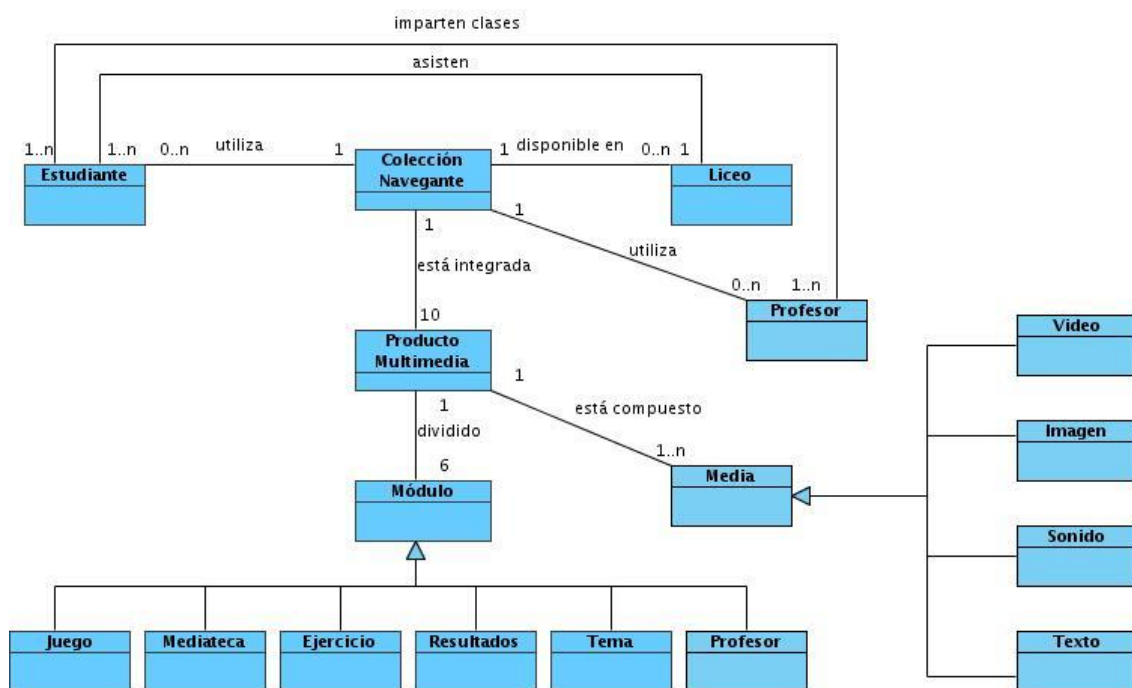 imparten clases
asisten
1..n 1..n 0..n utiliza 1 1 disponible en 0..n 1
Estudiante
Colección
Navegante
Liceo
1
1
está integrada
utiliza
10
0..n 1..n
Profesor
Producto
Multimedia
1
1
dividido
está compuesto
6
1..n
Módulo
Media
Video
Imagen
Sonido
Texto
Juego Mediateca Ejercicio Resultados Tema Profesor